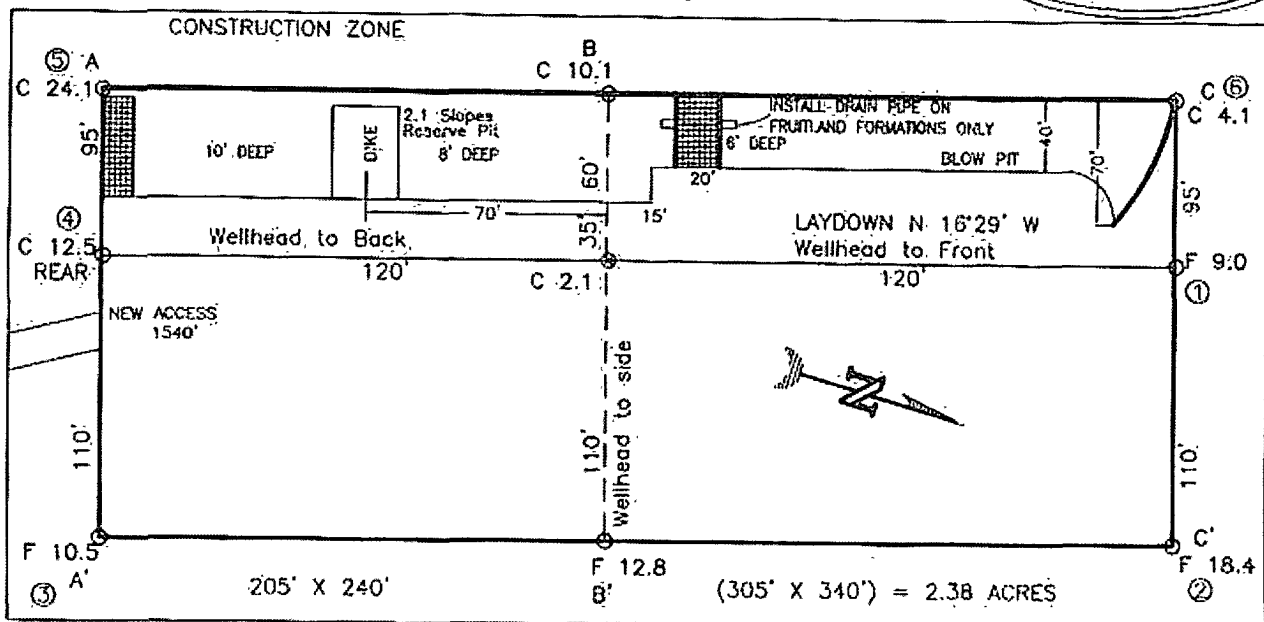 CONSTRUCTION ZONE
⑤ A
C 24.1
B
C 10.1
C ⑥
C 4.1
95'
10' DEEP
DIKE
2.1 Slopes
Reserve Pit
8' DEEP
60'
INSTALL DRAIN PIPE ON
FRUITLAND FORMATIONS ONLY
6' DEEP
BLOW PIT
40'
70'
95'
20'
70'
15'
35'
④
C 12.5
REAR
Wellhead to Back
120'
C 2.1
LAYDOWN N 16°29' W
Wellhead to Front
120'
F 9.0
①
NEW ACCESS
1540'
N
110'
110'
Wellhead to side
110'
F 10.5
A'
③
205' X 240'
F 12.8
B'
(305' X 340') = 2.38 ACRES
C'
F 18.4
②